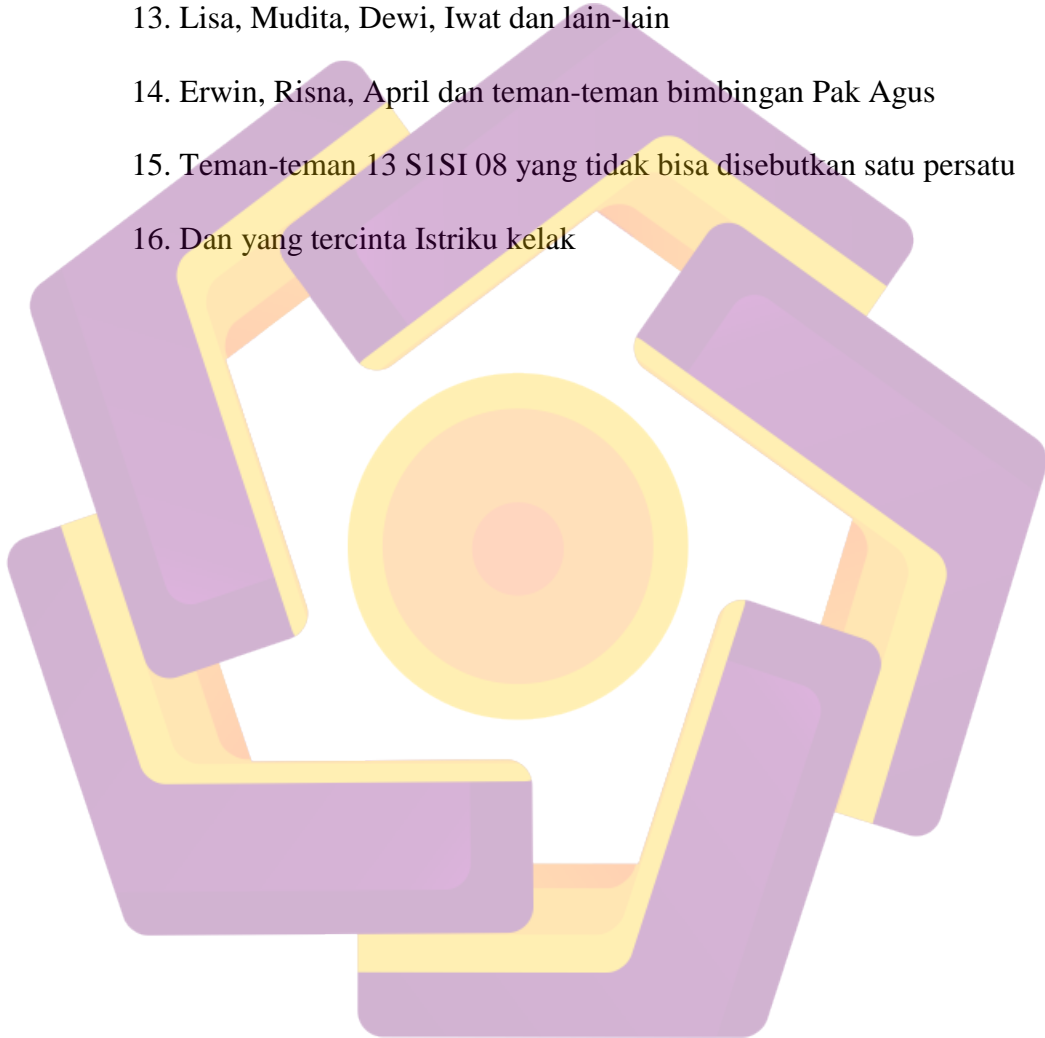 13. Lisa, Mudita, Dewi, Iwat dan lain-lain
14. Erwin, Risna, April dan teman-teman bimbingan Pak Agus
15. Teman-teman 13 S1SI 08 yang tidak bisa disebutkan satu persatu
16. Dan yang tercinta Istriku kelak